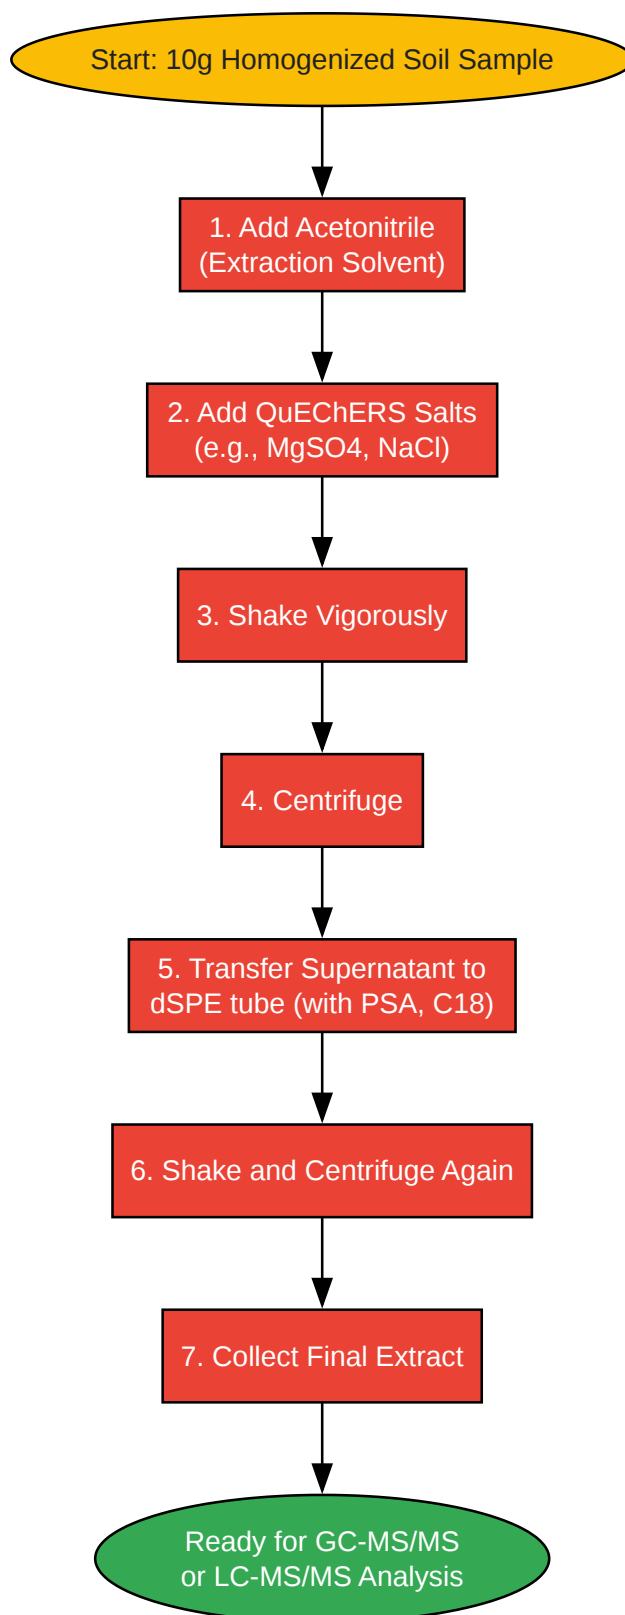 Start: 10g Homogenized Soil Sample
1. Add Acetonitrile
(Extraction Solvent)
2. Add QuEChERS Salts
(e.g., MgSO4, NaCl)
3. Shake Vigorously
4. Centrifuge
5. Transfer Supernatant to
dSPE tube (with PSA, C18)
6. Shake and Centrifuge Again
7. Collect Final Extract
Ready for GC-MS/MS
or LC-MS/MS Analysis